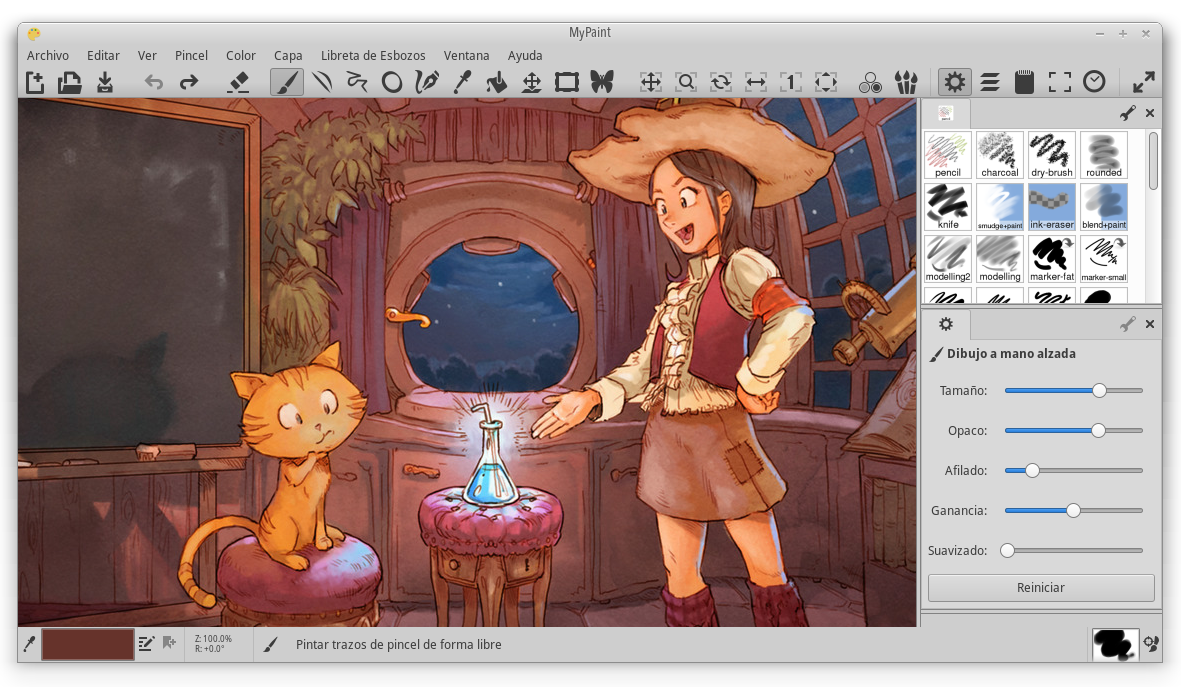 MyPaint
Archivo Editar Ver Pincel Color Capa Libreta de Esbozos Ventana Ayuda
1
pencil charcoal dry-brush rounded
knife smudge+paint ink-eraser blend+paint
modelling2 modelling marker-fat marker-small
Dibujo a mano alzada
Tamaño:
Opaco:
Afilado:
Ganancia:
Suavizado:
Reiniciar
Z: 100.0%
R: +0.0°
Pintar trazos de pincel de forma libre